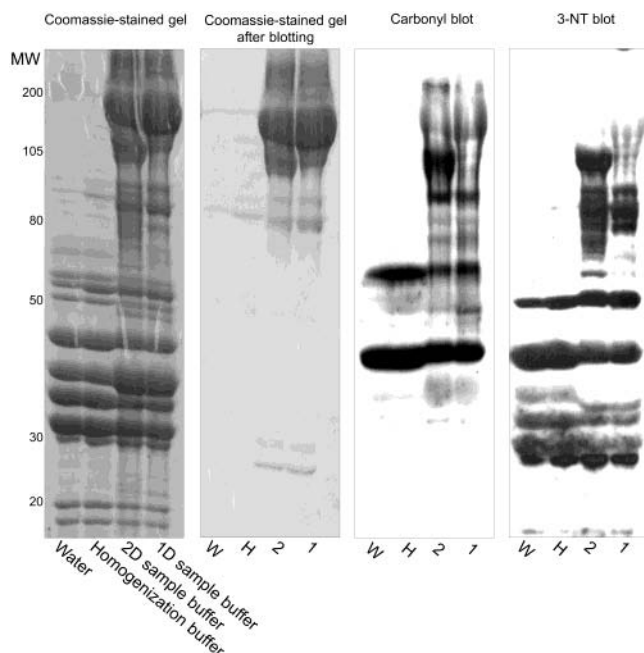 Coomassie-stained gel
Coomassie-stained gel
after blotting
Carbonyl blot
3-NT blot
MW
200
105
80
50
30
20
Water
Homogenization buffer
2D sample buffer
1D sample buffer
W H 2 1
W H 2 1
W H 2 1